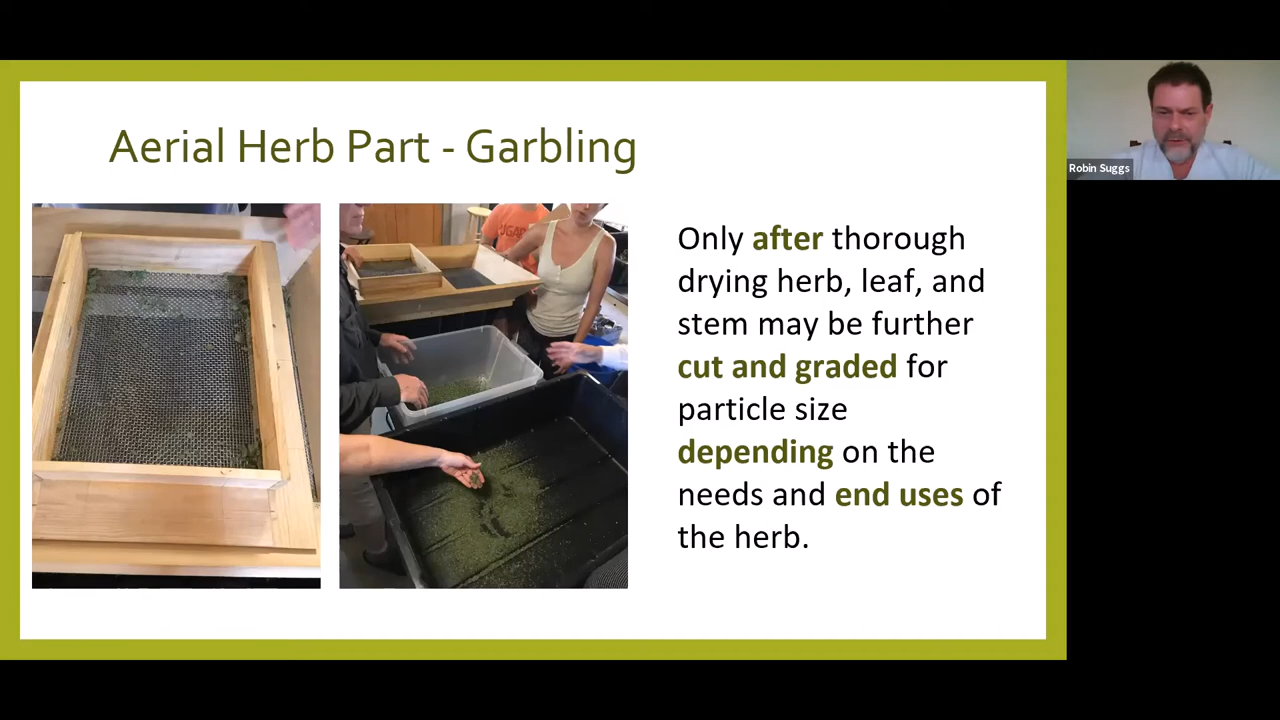 Aerial Herb Part - Garbling
Only after thorough
drying herb, leaf, and
stem may be further
cut and graded for
particle size
depending on the
needs and end uses of
the herb.
Robin Suggs